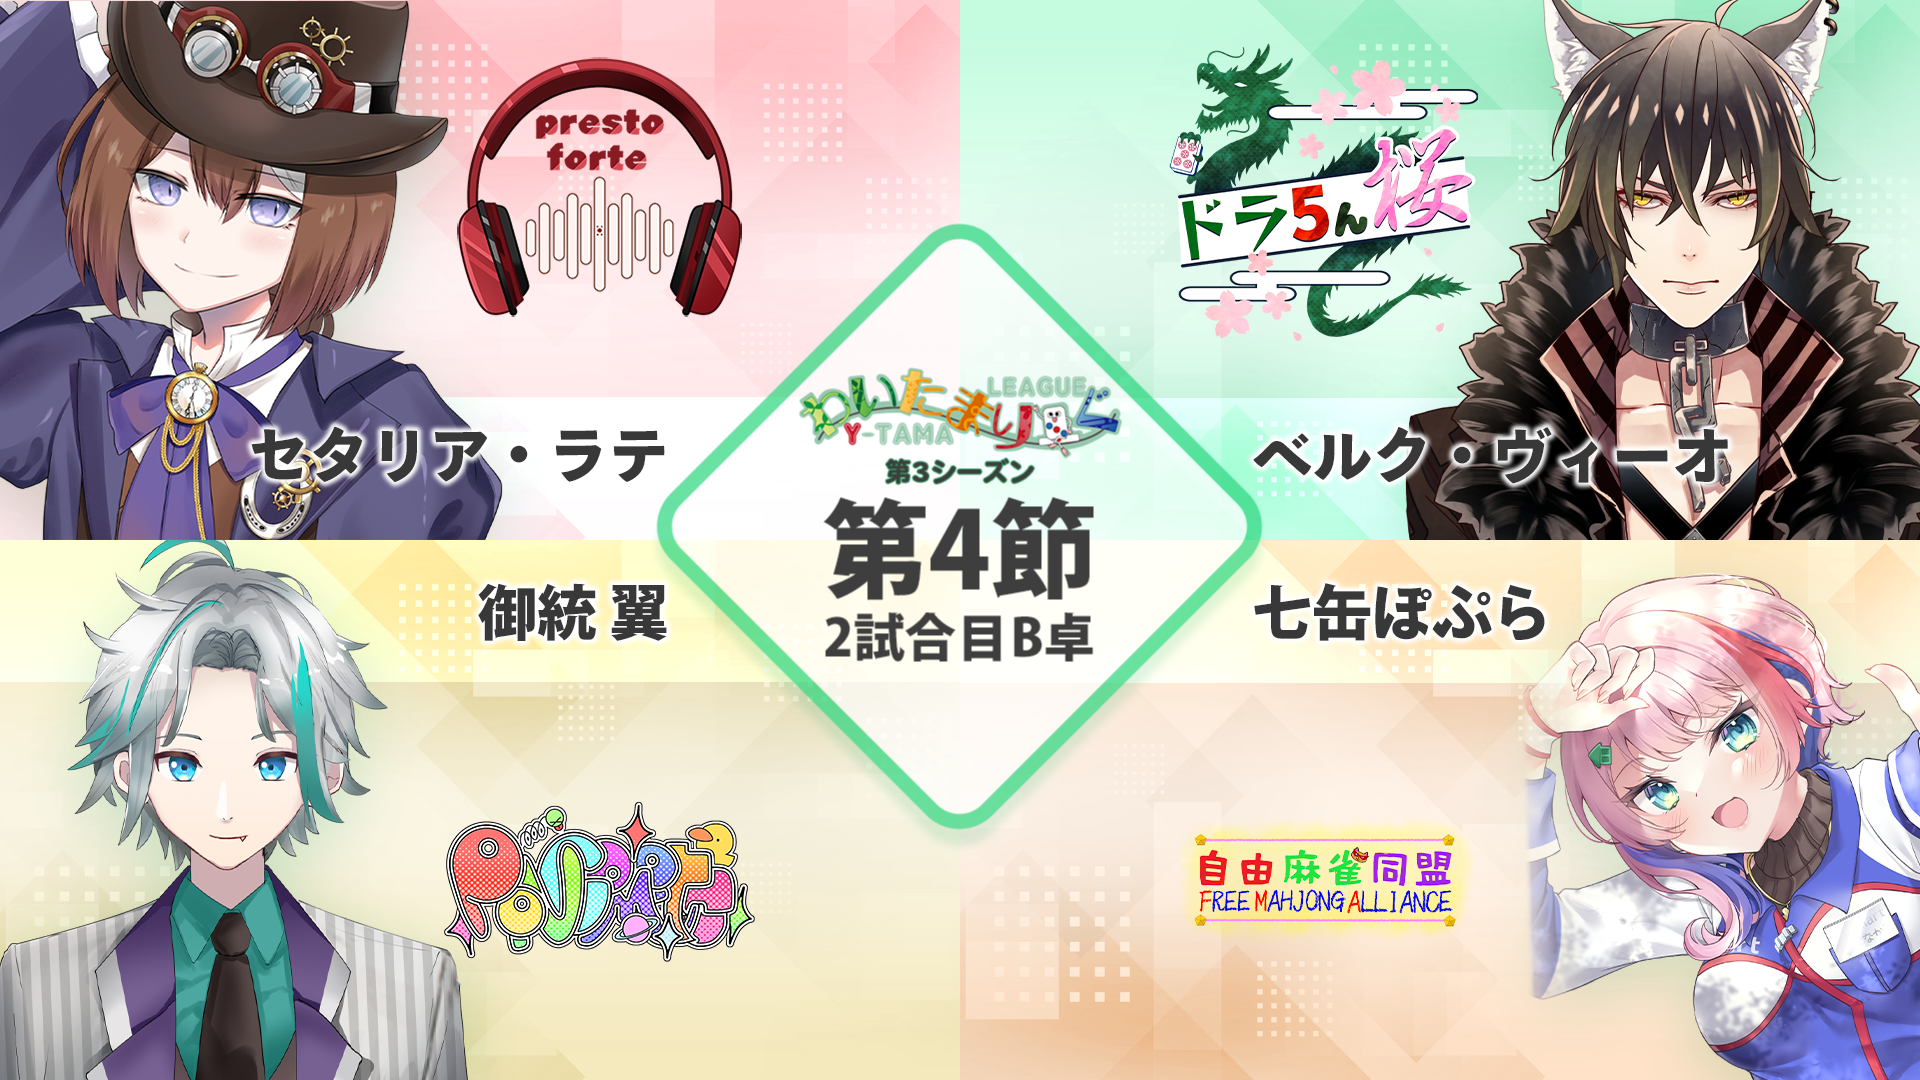 presto
forte
ドラ5ん桜
セタリア・ラテ
ベルク・ヴィーオ
わいたまりーぐ
LEAGUE
Y-TAMA
第3シーズン
第4節
2試合目B卓
御統 翼
七缶ぽぷら
自由麻雀同盟
FREE MAHJONG ALLIANCE